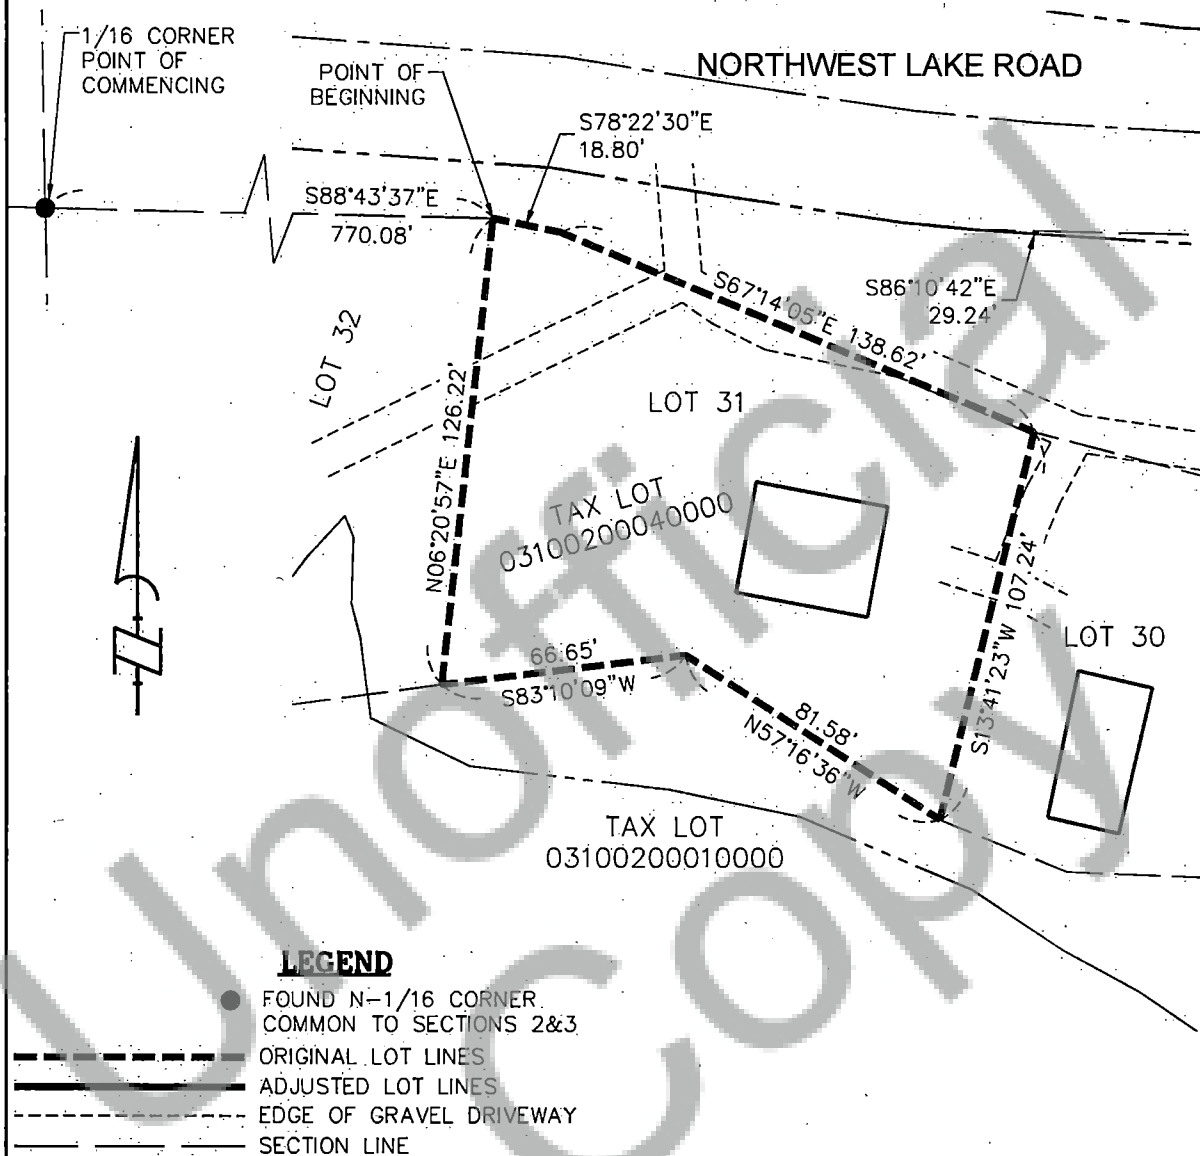 1/16 CORNER
POINT OF
COMMENCING
POINT OF
BEGINNING
NORTHWEST LAKE ROAD
S78°22'30"E
18.80'
S88°43'37"E
770.08'
S67°14'05"E 138.62'
S86°10'42"E
29.24'
LOT 32
N06°20'57"E 126.22'
LOT 31
TAX LOT
03100200040000
S13°41'23"W 107.24'
LOT 30
66.65'
S83°10'09"W
81.58'
N57°16'36"W
TAX LOT
03100200010000
LEGEND
FOUND N-1/16 CORNER
COMMON TO SECTIONS 2&3
ORIGINAL LOT LINES
ADJUSTED LOT LINES
EDGE OF GRAVEL DRIVEWAY
SECTION LINE
Unofficial
Copy